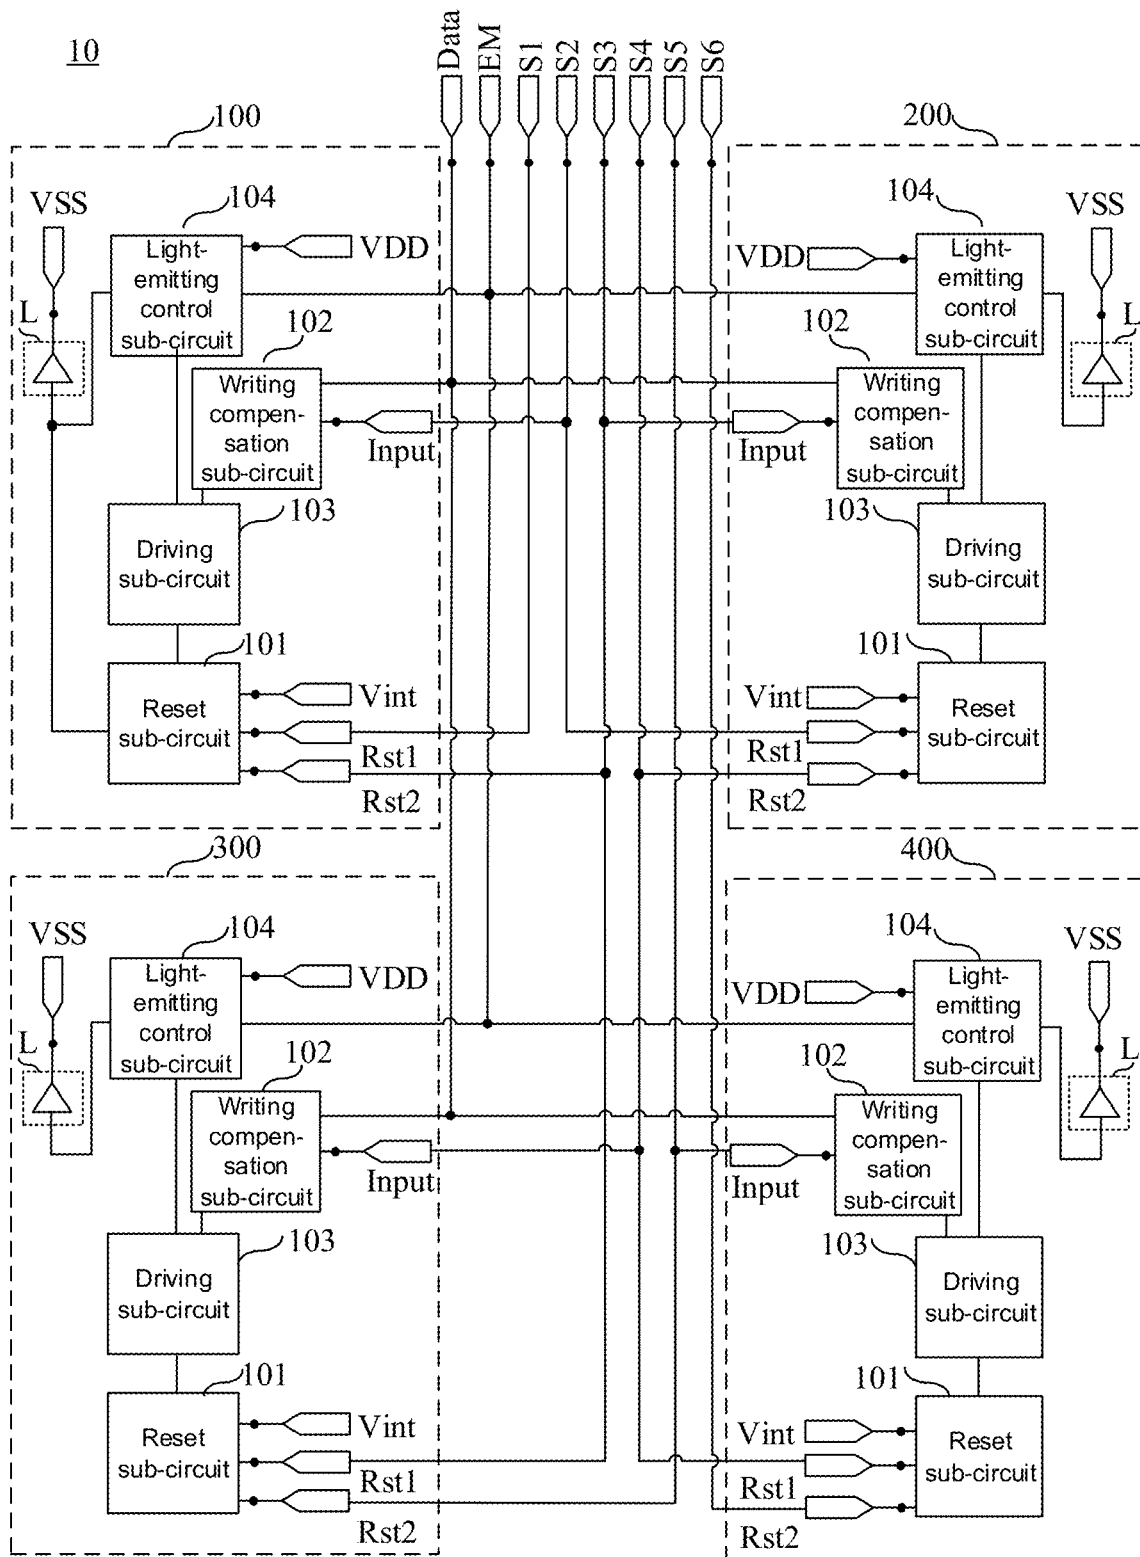 10
Data
EM
S1
S2
S3
S4
S5
S6
100
VSS
104
Light-
emitting
control
sub-circuit
VDD
L
102
Writing
compen-
sation
sub-circuit
Input
103
Driving
sub-circuit
101
Reset
sub-circuit
Vint
Rst1
Rst2
200
104
VSS
VDD
Light-
emitting
control
sub-circuit
L
102
Writing
compen-
sation
sub-circuit
Input
103
Driving
sub-circuit
101
Vint
Reset
sub-circuit
Rst1
Rst2
300
VSS
104
Light-
emitting
control
sub-circuit
VDD
L
102
Writing
compen-
sation
sub-circuit
Input
103
Driving
sub-circuit
101
Reset
sub-circuit
Vint
Rst1
Rst2
400
104
VSS
VDD
Light-
emitting
control
sub-circuit
L
102
Writing
compen-
sation
sub-circuit
Input
103
Driving
sub-circuit
101
Vint
Reset
sub-circuit
Rst1
Rst2